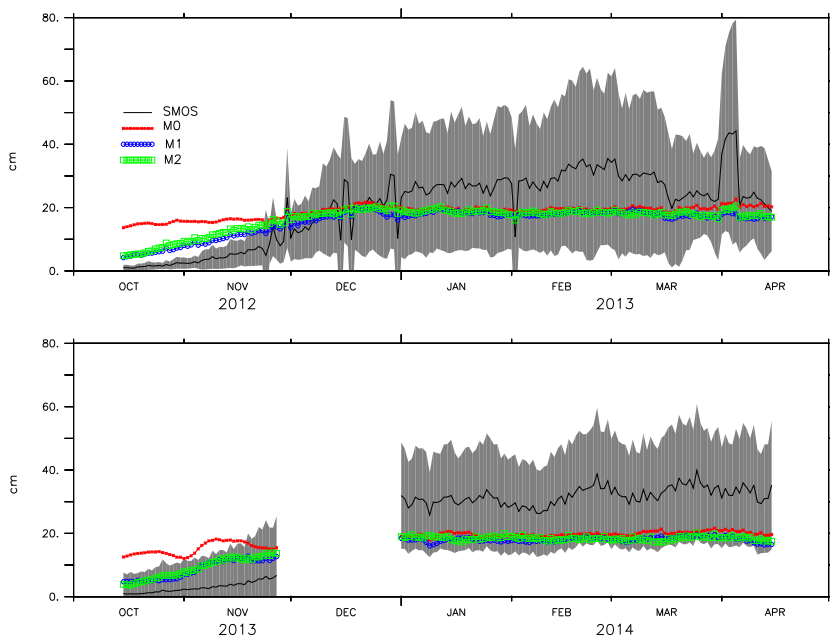 80.
60.
40.
20.
0.
cm
SMOS
M0
M1
M2
OCT NOV DEC JAN FEB MAR APR
2012 2013
80.
60.
40.
20.
0.
cm
OCT NOV DEC JAN FEB MAR APR
2013 2014